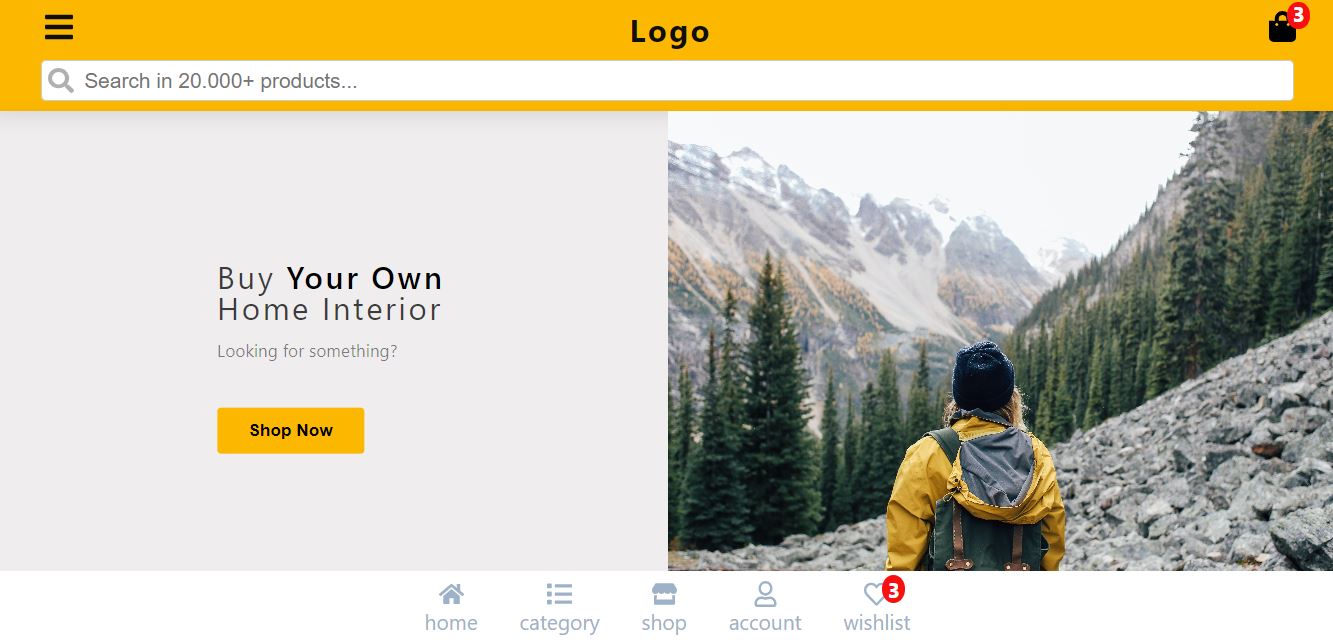 Logo
3
Search in 20.000+ products...
Buy Your Own
Home Interior
Looking for something?
Shop Now
3
home category shop account wishlist